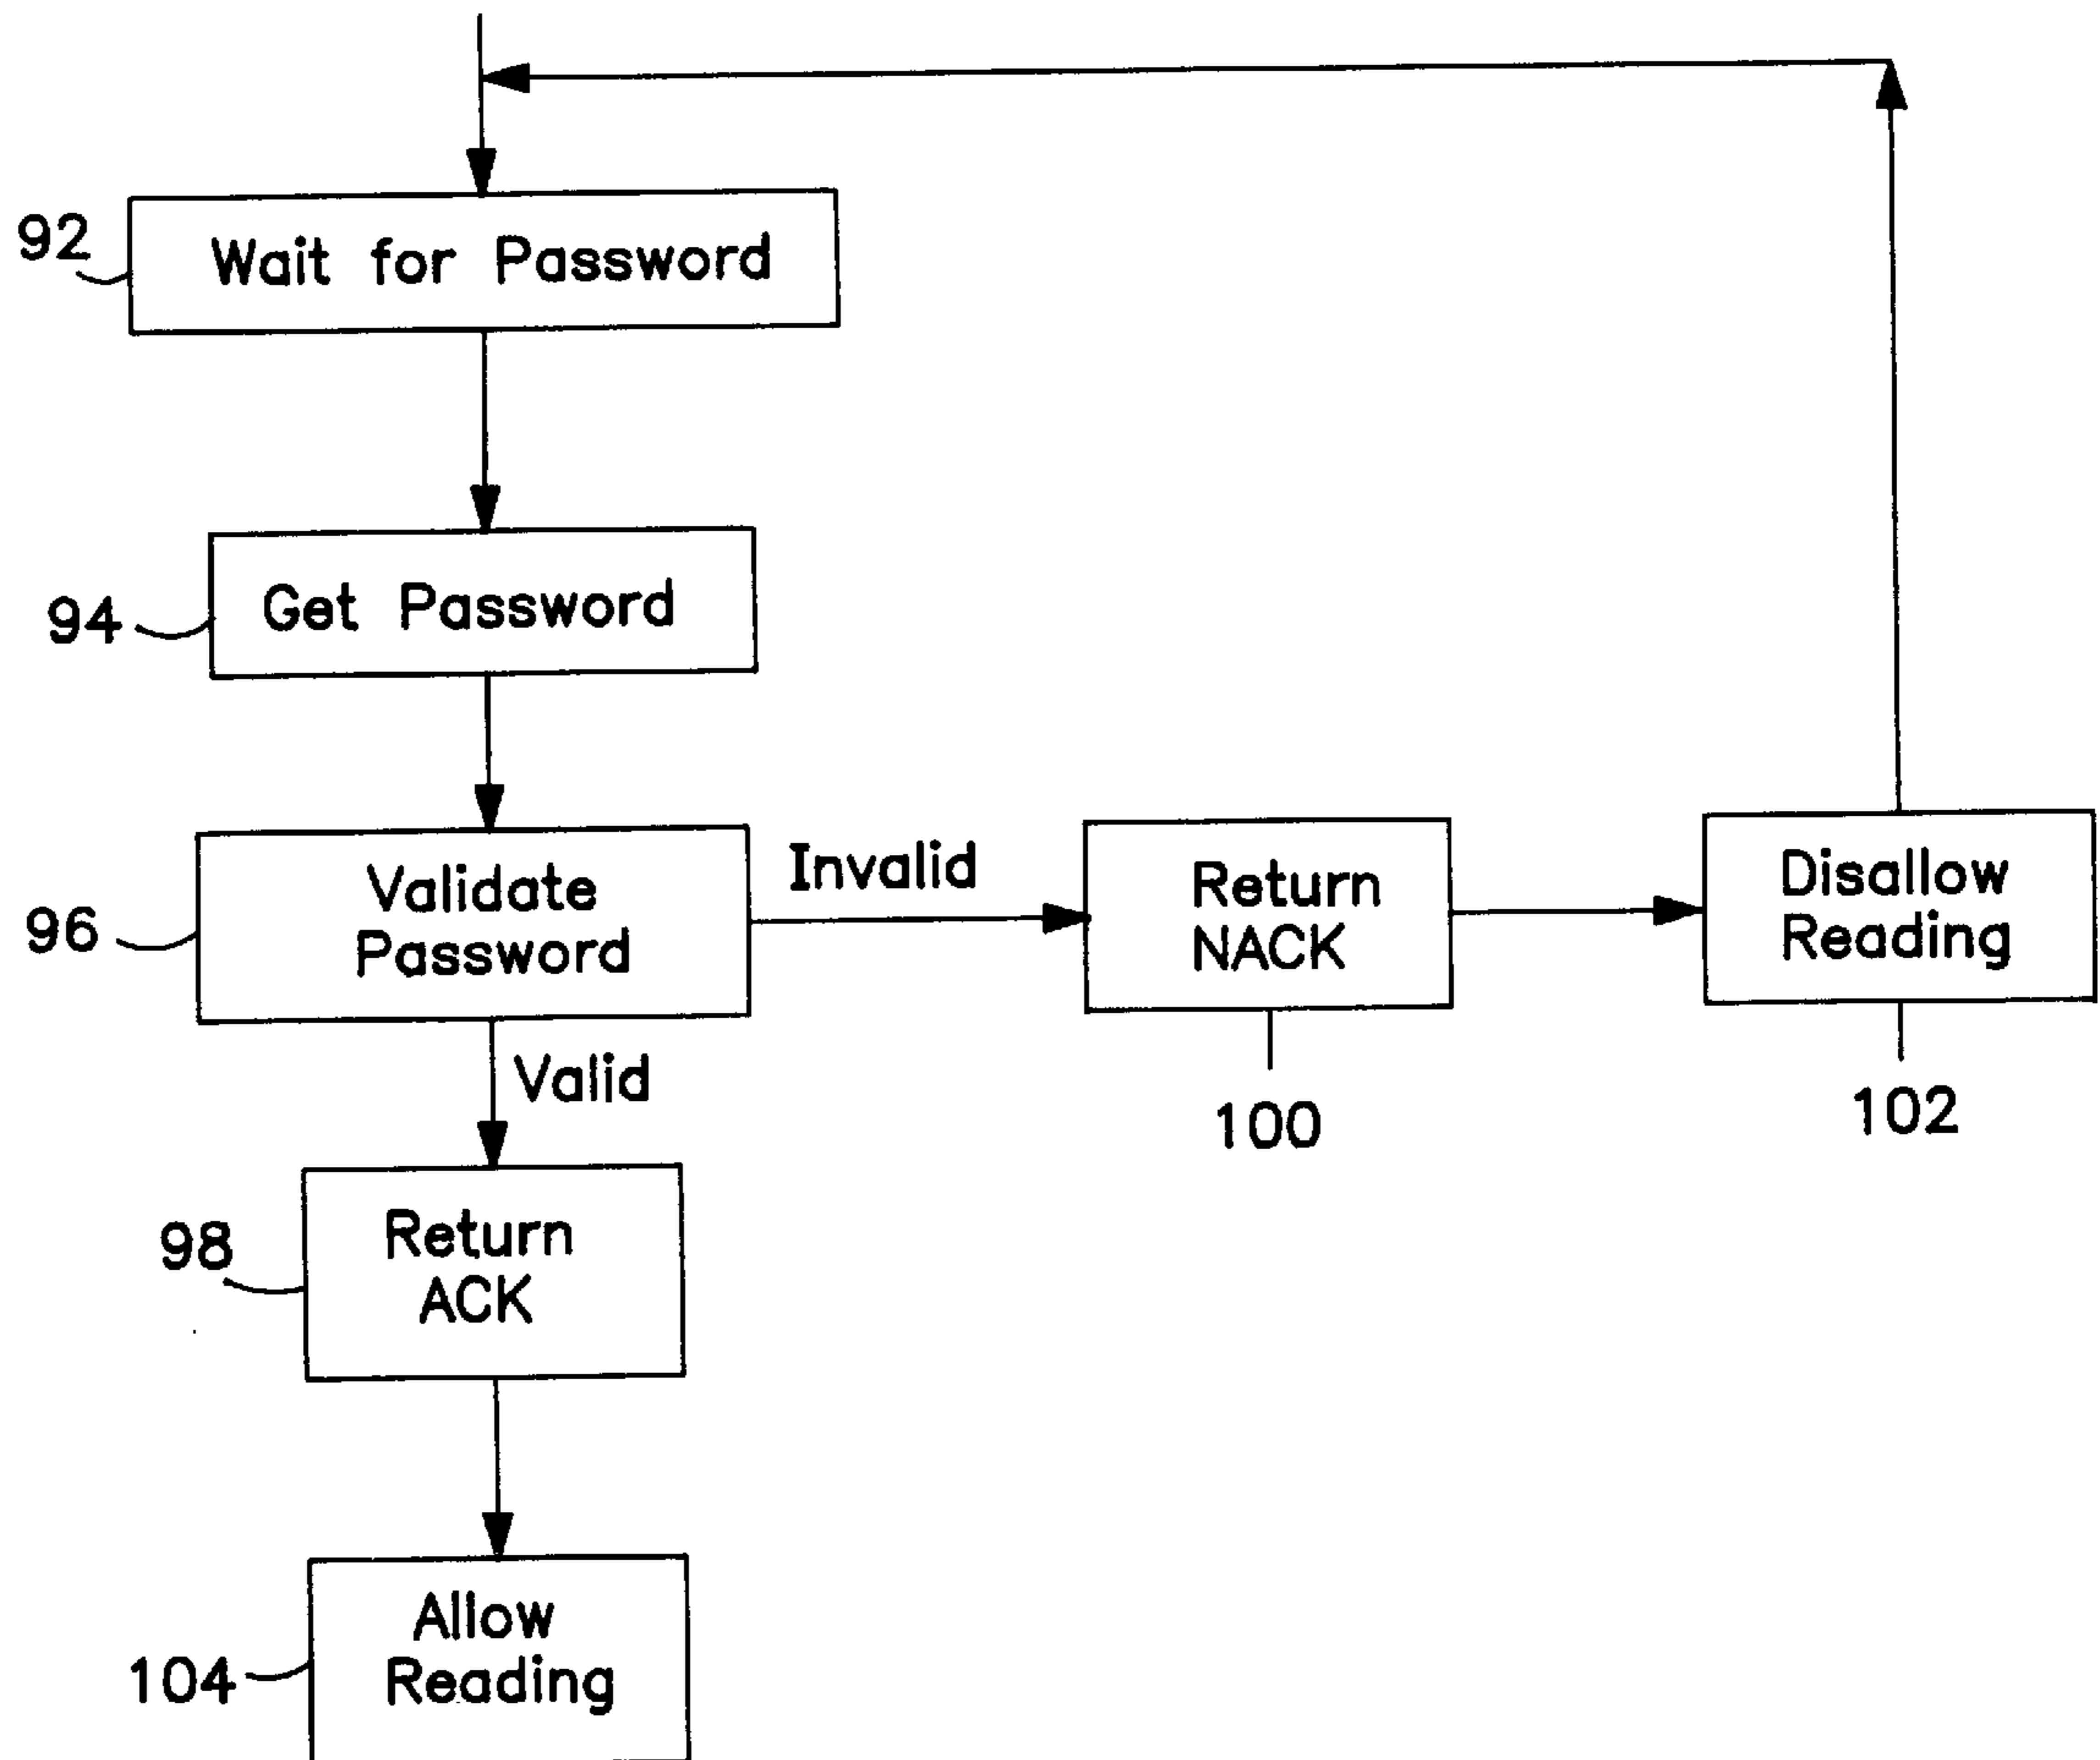 92
Wait for Password
94
Get Password
96
Validate
Password
Invalid
Return
NACK
100
Disallow
Reading
102
Valid
98
Return
ACK
104
Allow
Reading